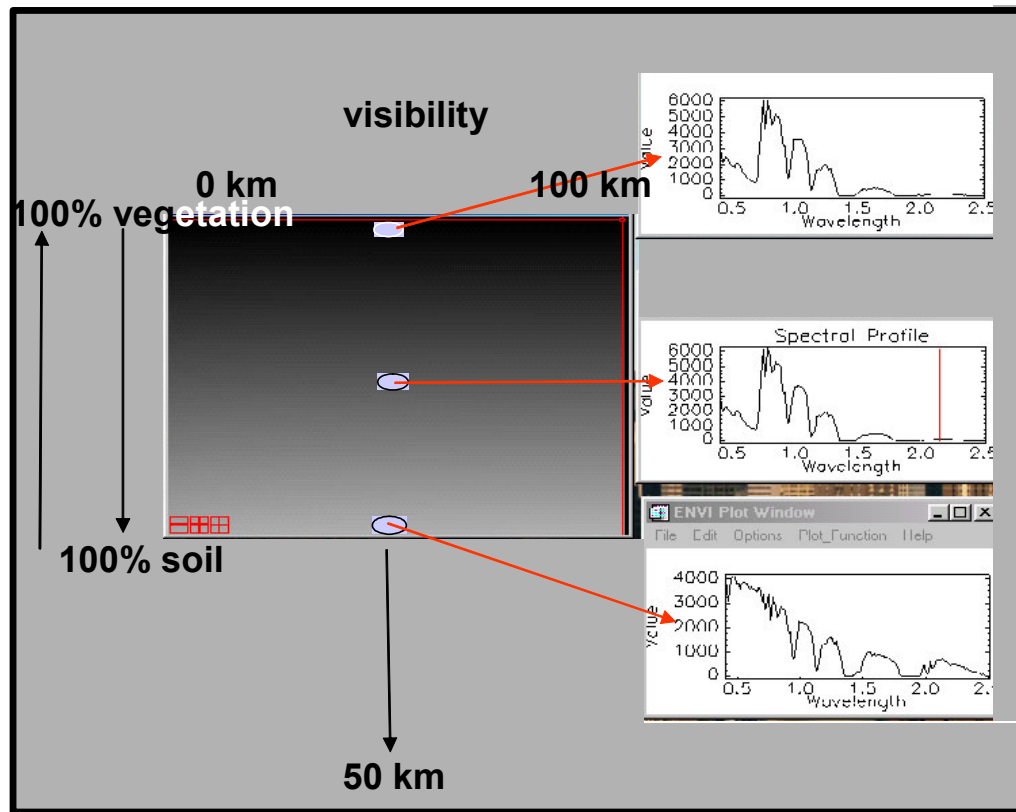 visibility
0 km
100 km
100% vegetation
100% soil
50 km
6000
5000
4000
3000
2000
1000
0
Value
0.5 1.0 1.5 2.0 2.5
Wavelength
Spectral Profile
6000
5000
4000
3000
2000
1000
0
Value
0.5 1.0 1.5 2.0 2.5
Wavelength
ENVI Plot Window
File Edit Options Plot_Function Help
4000
3000
2000
1000
0
Value
0.5 1.0 1.5 2.0 2.5
Wavelength